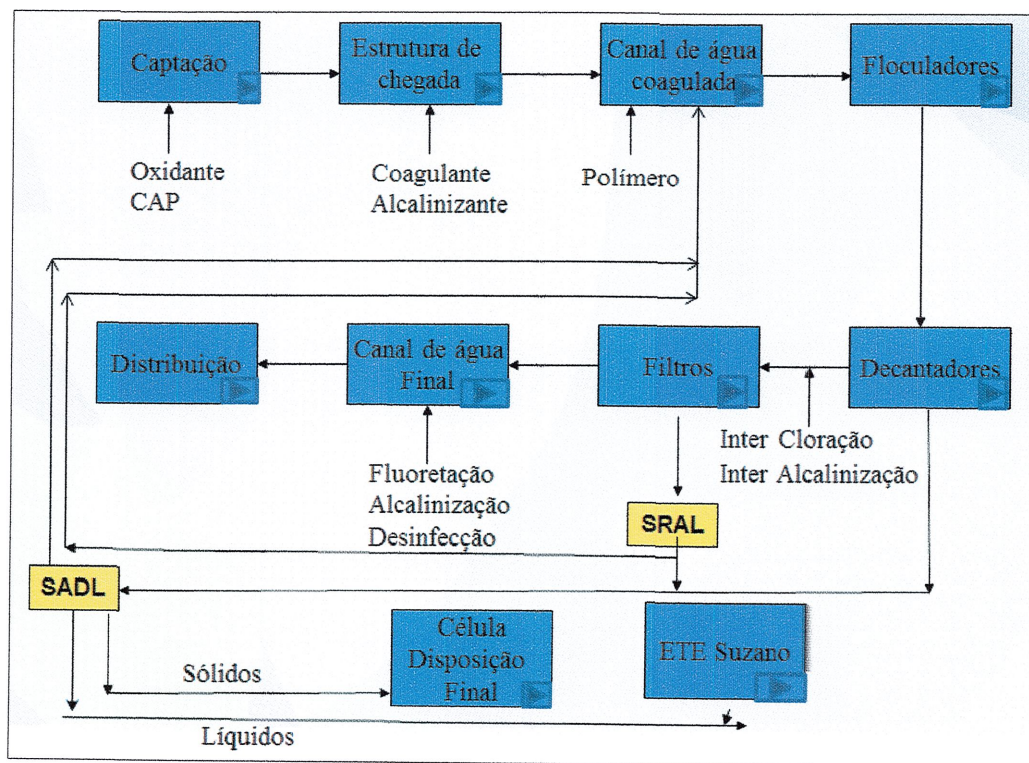 Captação
Estrutura de
chegada
Canal de água
coagulada
Floculadores
Oxidante
CAP
Coagulante
Alcalinizante
Polímero
Distribuição
Canal de água
Final
Filtros
Decantadores
Inter Cloração
Inter Alcalinização
Fluoretação
Alcalinização
Desinfecção
SRAL
SADL
Célula
Disposição
Final
ETE Suzano
Sólidos
Líquidos